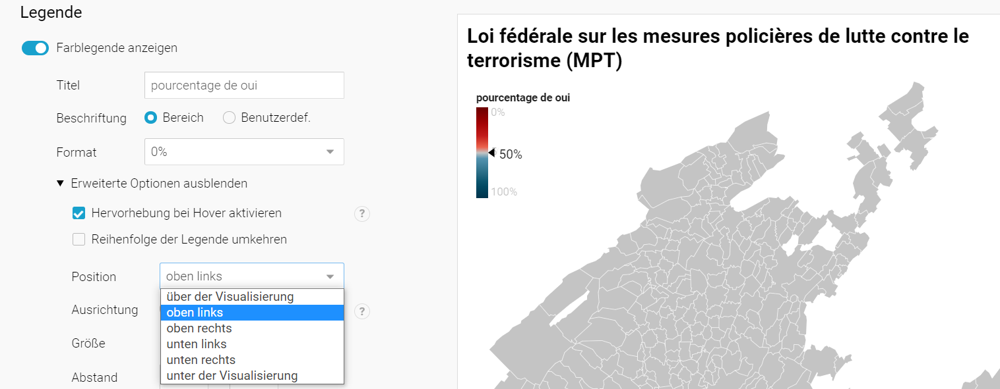 Legende
Farblegende anzeigen
Titel
pourcentage de oui
Beschriftung
Bereich
Benutzerdef.
Format
0%
Erweiterte Optionen ausblenden
Hervorhebung bei Hover aktivieren
?
Reihenfolge der Legende umkehren
Position
oben links
über der Visualisierung
oben links
oben rechts
unten links
unten rechts
unter der Visualisierung
Ausrichtung
?
Größe
Abstand
Loi fédérale sur les mesures policières de lutte contre le
terrorisme (MPT)
pourcentage de oui
0%
50%
100%